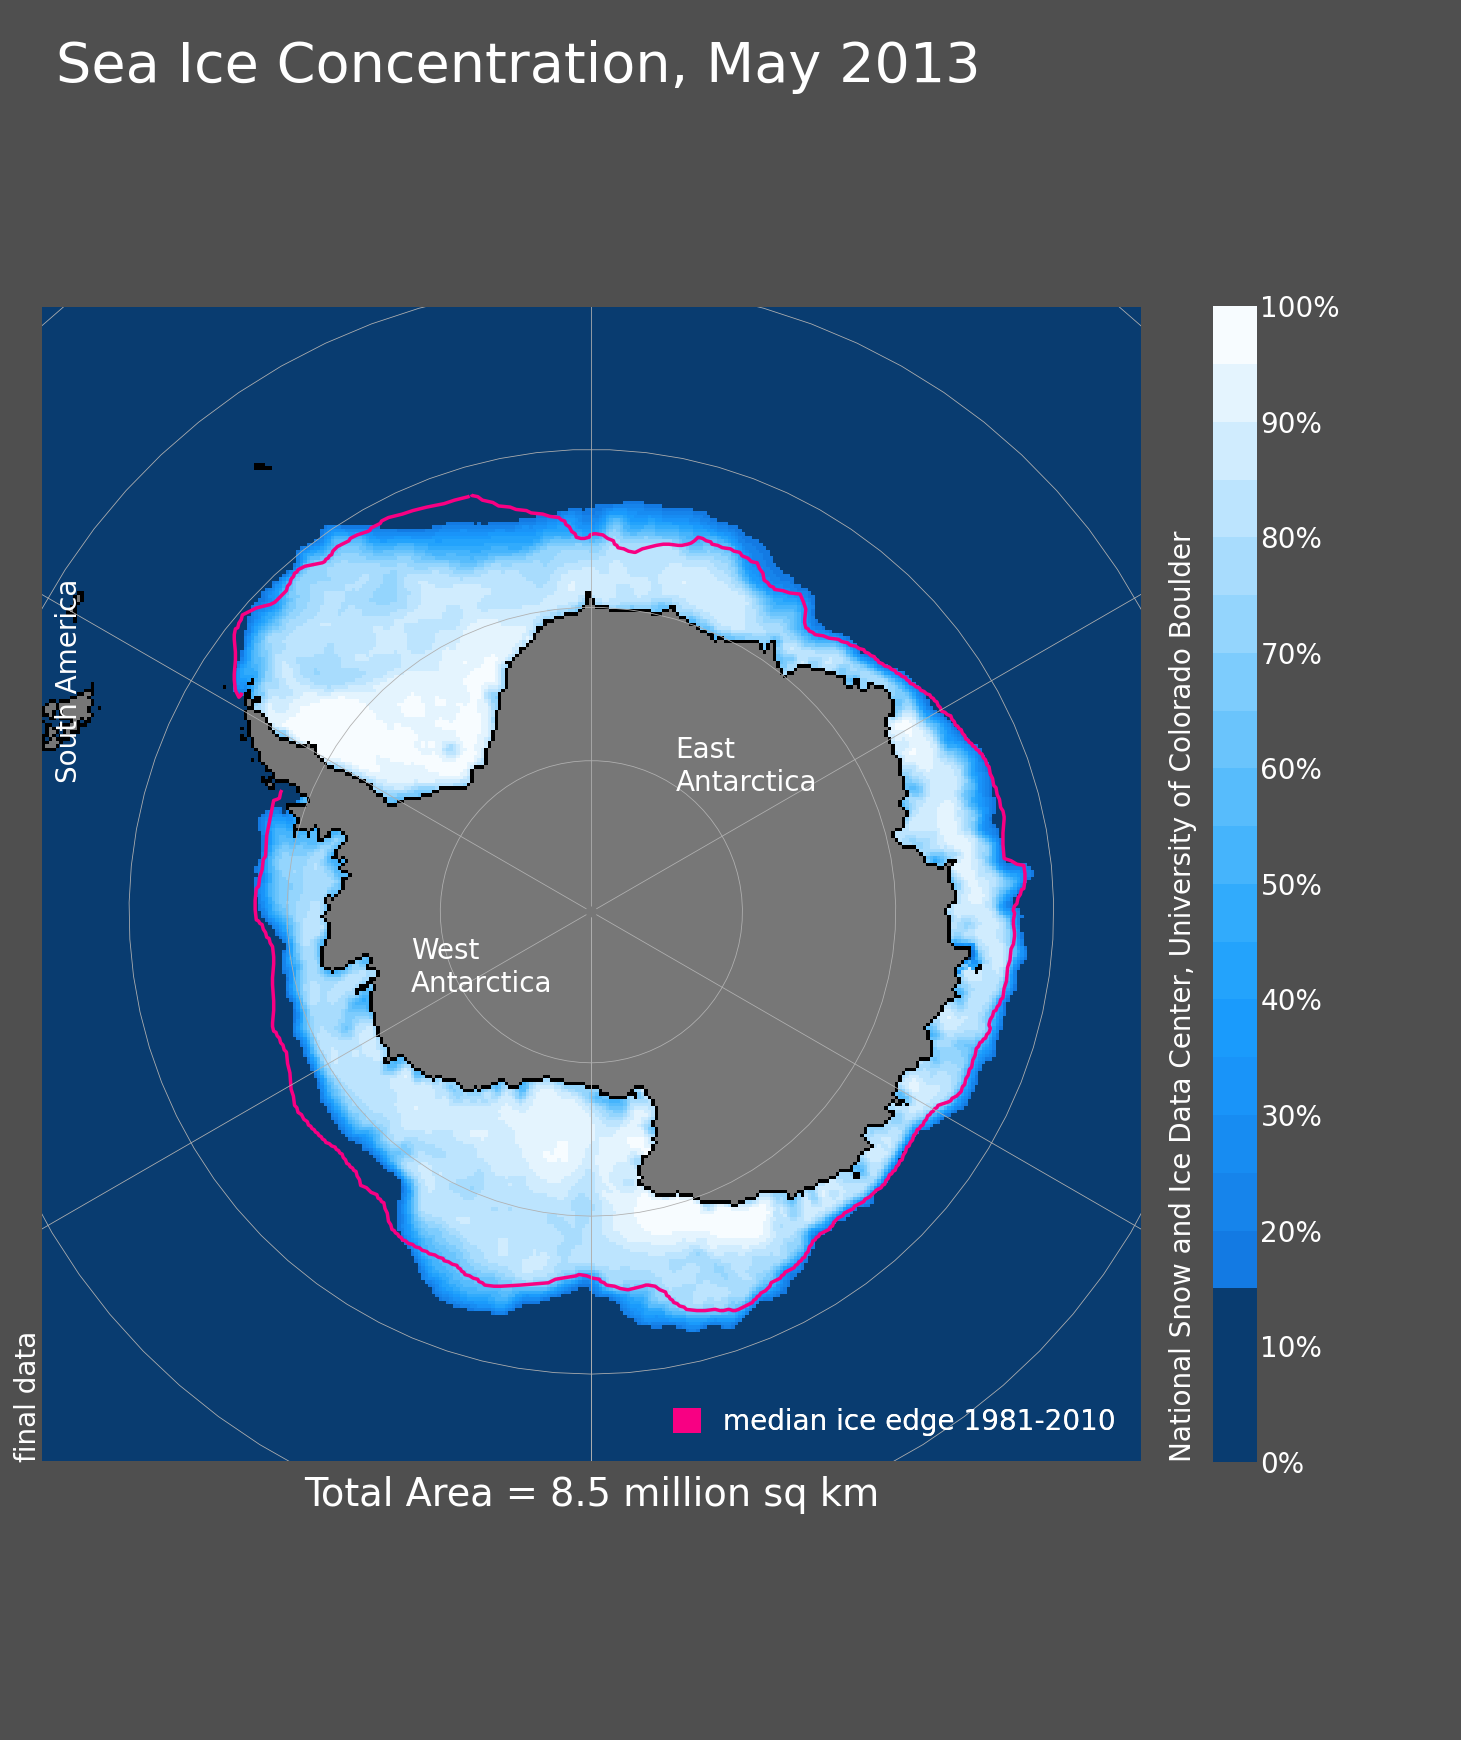 Sea Ice Concentration, May 2013
South America
East
Antarctica
West
Antarctica
final data
median ice edge 1981-2010
Total Area = 8.5 million sq km
National Snow and Ice Data Center, University of Colorado Boulder
100%
90%
80%
70%
60%
50%
40%
30%
20%
10%
0%